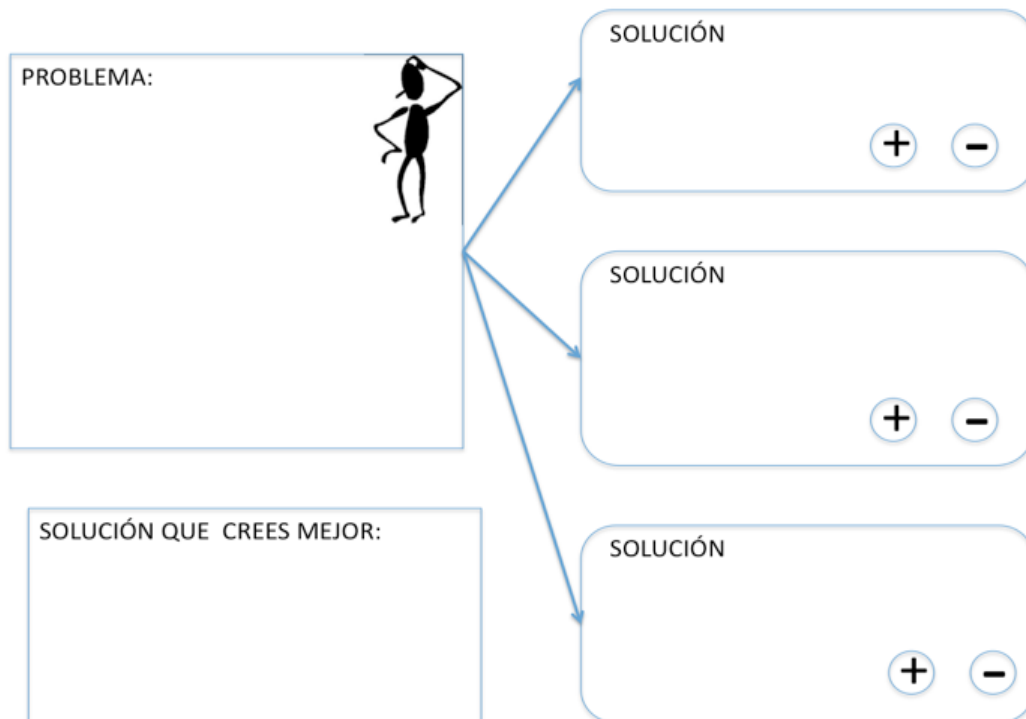 PROBLEMA:
SOLUCIÓN
+ -
SOLUCIÓN
+ -
SOLUCIÓN QUE  CREES MEJOR:
SOLUCIÓN
+ -